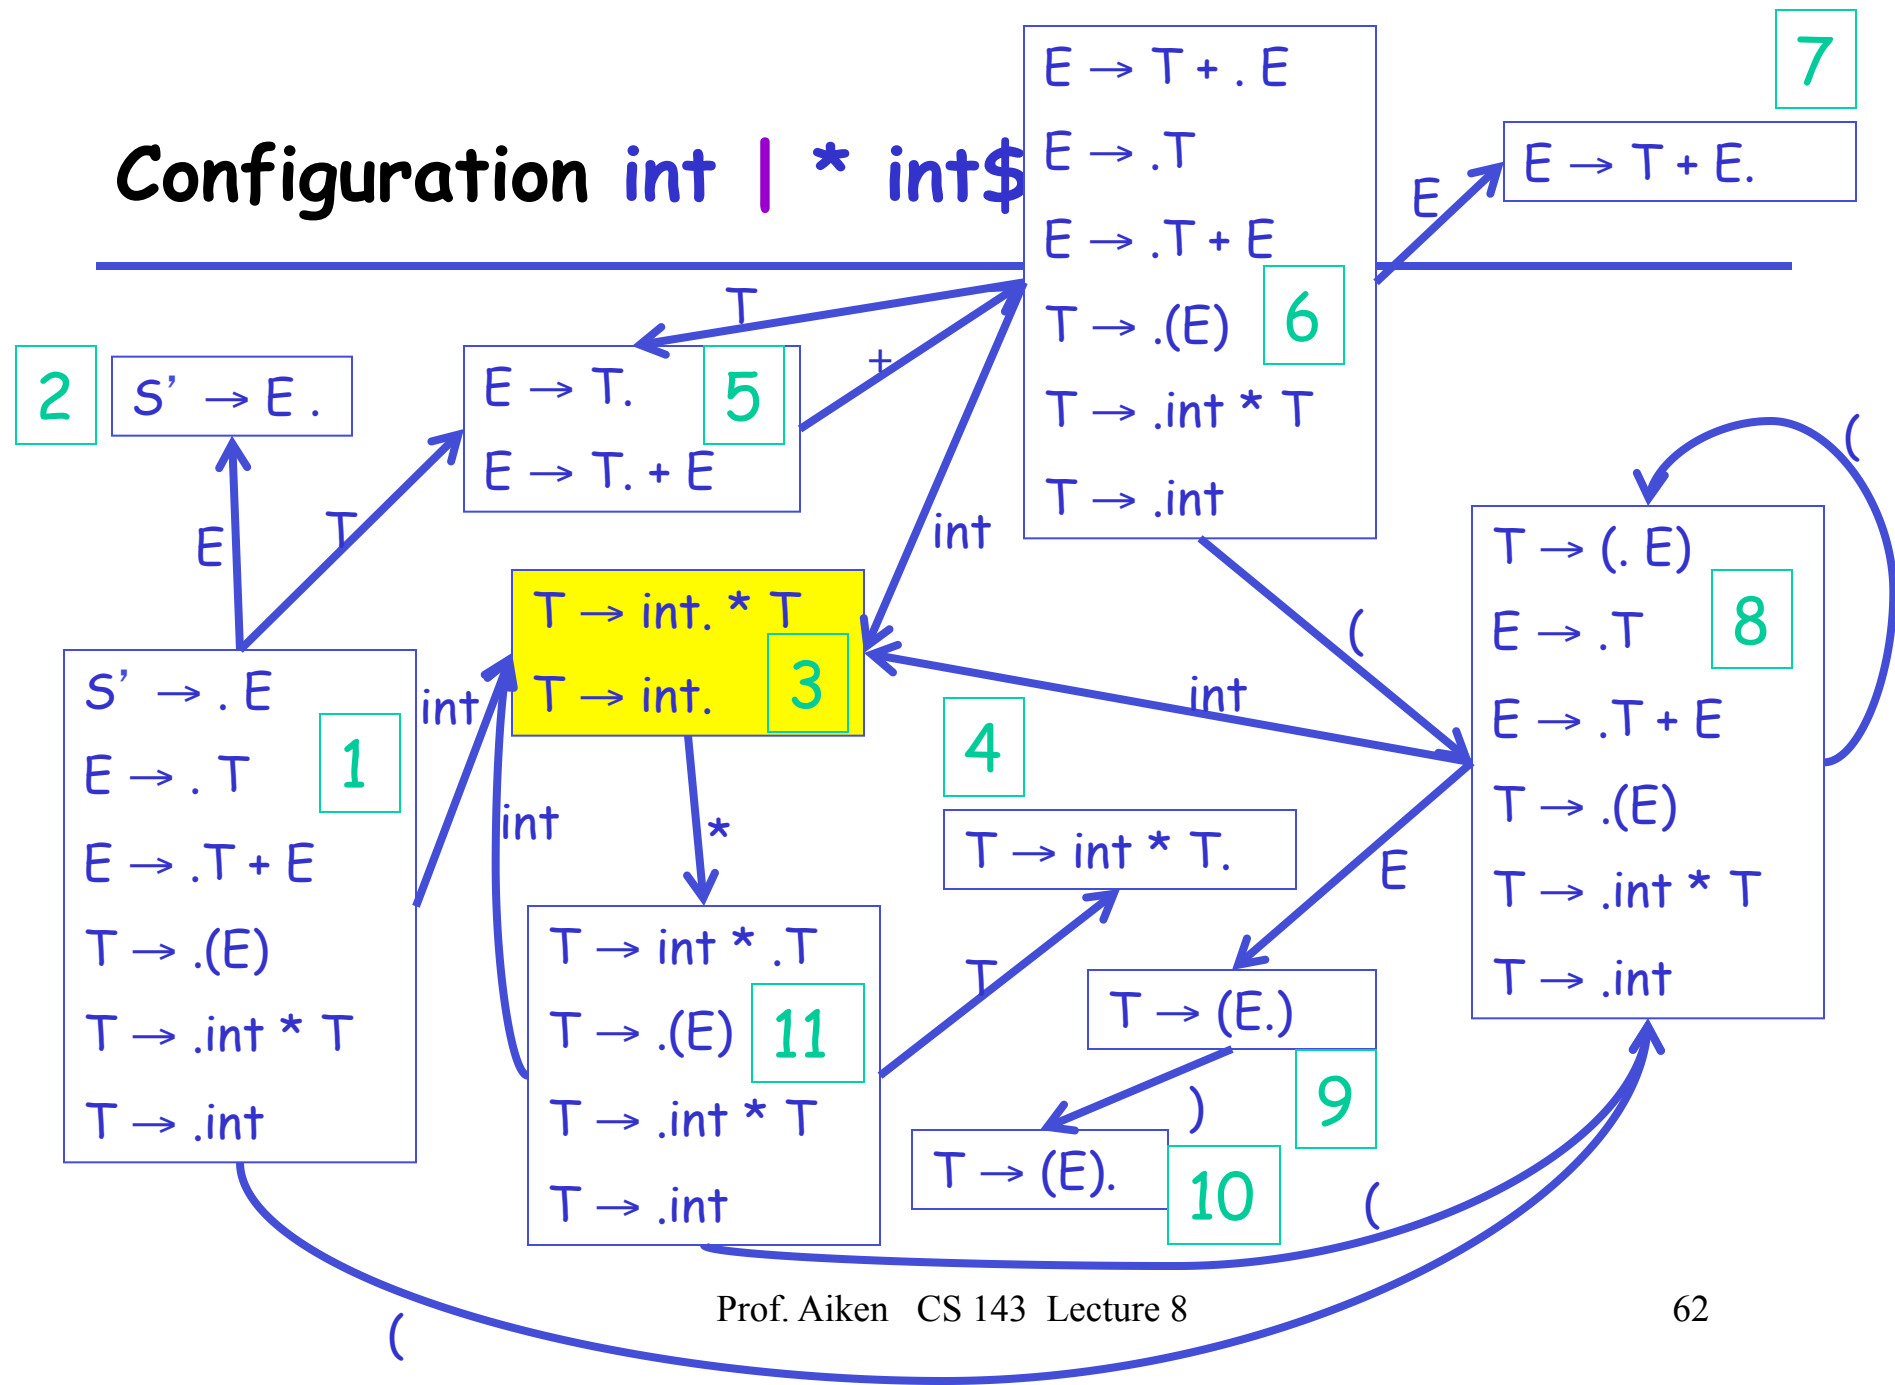 Configuration int | * int$
E → T + . E
E → .T
E → .T + E
T → .(E)
T → .int * T
T → .int
6
7
E → T + E.
E
T
+
int
(
2
S’ → E .
E
T
E → T.
E → T. + E
5
T → int. * T
T → int.
3
int
int
*
int
(
S’ → . E
E → . T
E → .T + E
T → .(E)
T → .int * T
T → .int
1
4
T → int * T.
T
E
T → (. E)
E → .T
E → .T + E
T → .(E)
T → .int * T
T → .int
8
T → int * .T
T → .(E)
T → .int * T
T → .int
11
T → (E.)
9
)
T → (E).
10
(
(
Prof. Aiken CS 143 Lecture 8
62